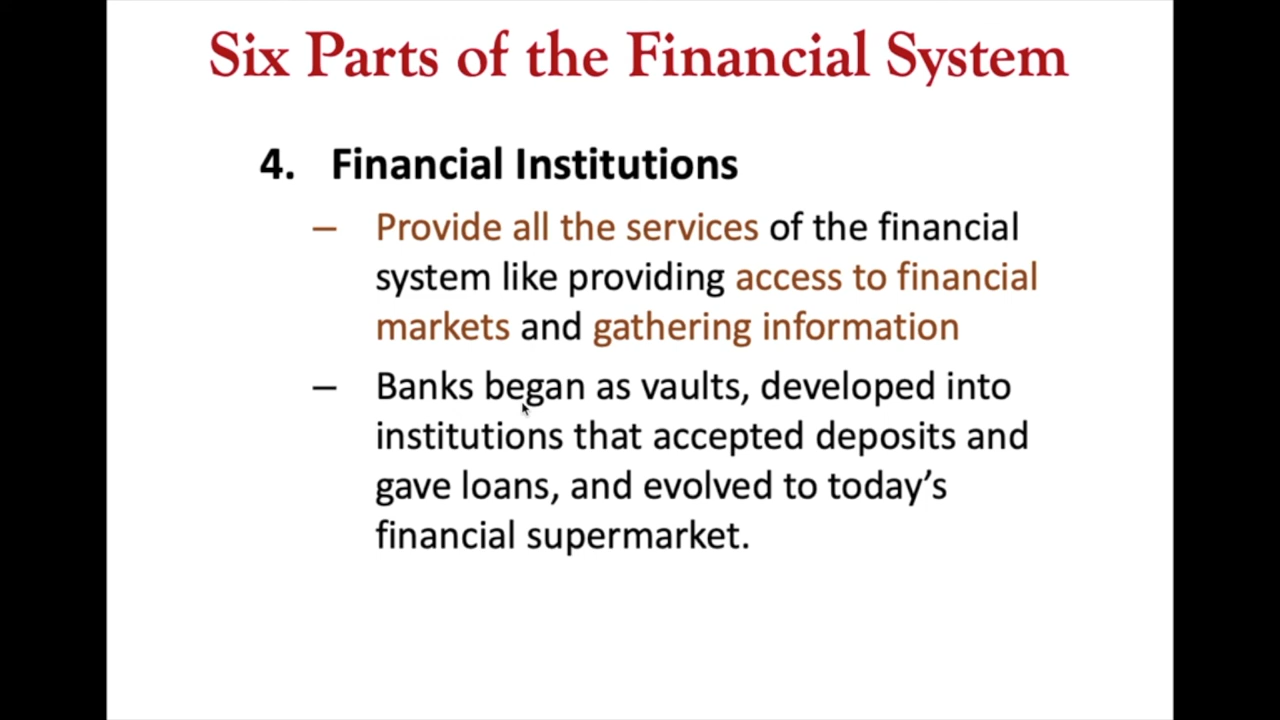 Six Parts of the Financial System
4. Financial Institutions
– Provide all the services of the financial
system like providing access to financial
markets and gathering information
– Banks began as vaults, developed into
institutions that accepted deposits and
gave loans, and evolved to today’s
financial supermarket.